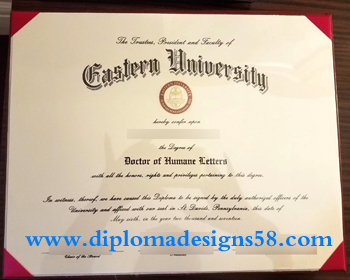 The Trustees, President and Faculty of
Eastern University
hereby confer upon
the Degree of
Doctor of Humane Letters
with all the honors, rights and privileges pertaining to this degree.
In witness, thereof, we have caused this Diploma to be signed by the duly authorized officers of the
University and affixed with our seal in St. Davids, Pennsylvania, this date of
May sixth, in the year two thousand and seventeen.
www.diplomadesigns58.com
Chair of the Board